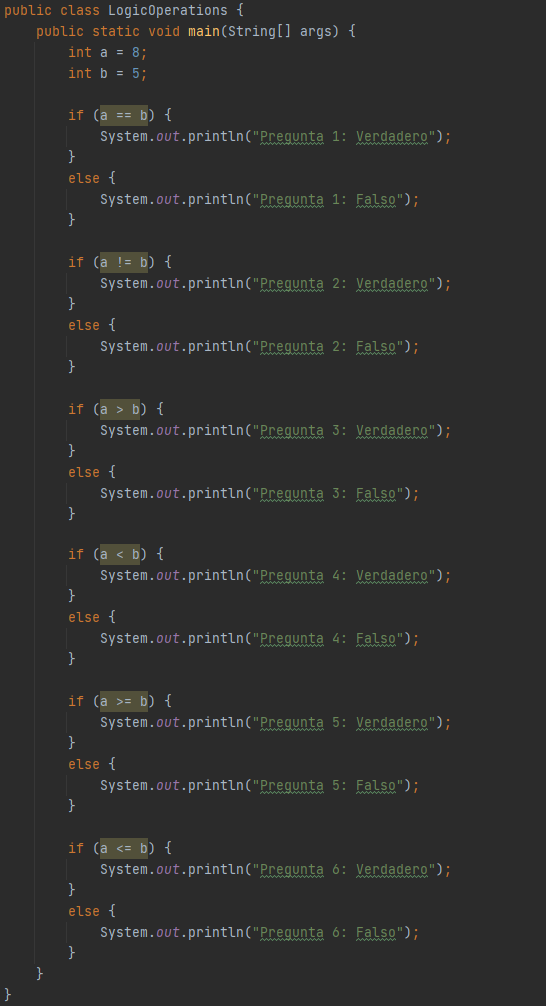 public class LogicOperations {
    public static void main(String[] args) {
        int a = 8;
        int b = 5;

        if (a == b) {
            System.out.println("Pregunta 1: Verdadero");
        }
        else {
            System.out.println("Pregunta 1: Falso");
        }

        if (a != b) {
            System.out.println("Pregunta 2: Verdadero");
        }
        else {
            System.out.println("Pregunta 2: Falso");
        }

        if (a > b) {
            System.out.println("Pregunta 3: Verdadero");
        }
        else {
            System.out.println("Pregunta 3: Falso");
        }

        if (a < b) {
            System.out.println("Pregunta 4: Verdadero");
        }
        else {
            System.out.println("Pregunta 4: Falso");
        }

        if (a >= b) {
            System.out.println("Pregunta 5: Verdadero");
        }
        else {
            System.out.println("Pregunta 5: Falso");
        }

        if (a <= b) {
            System.out.println("Pregunta 6: Verdadero");
        }
        else {
            System.out.println("Pregunta 6: Falso");
        }
    }
}